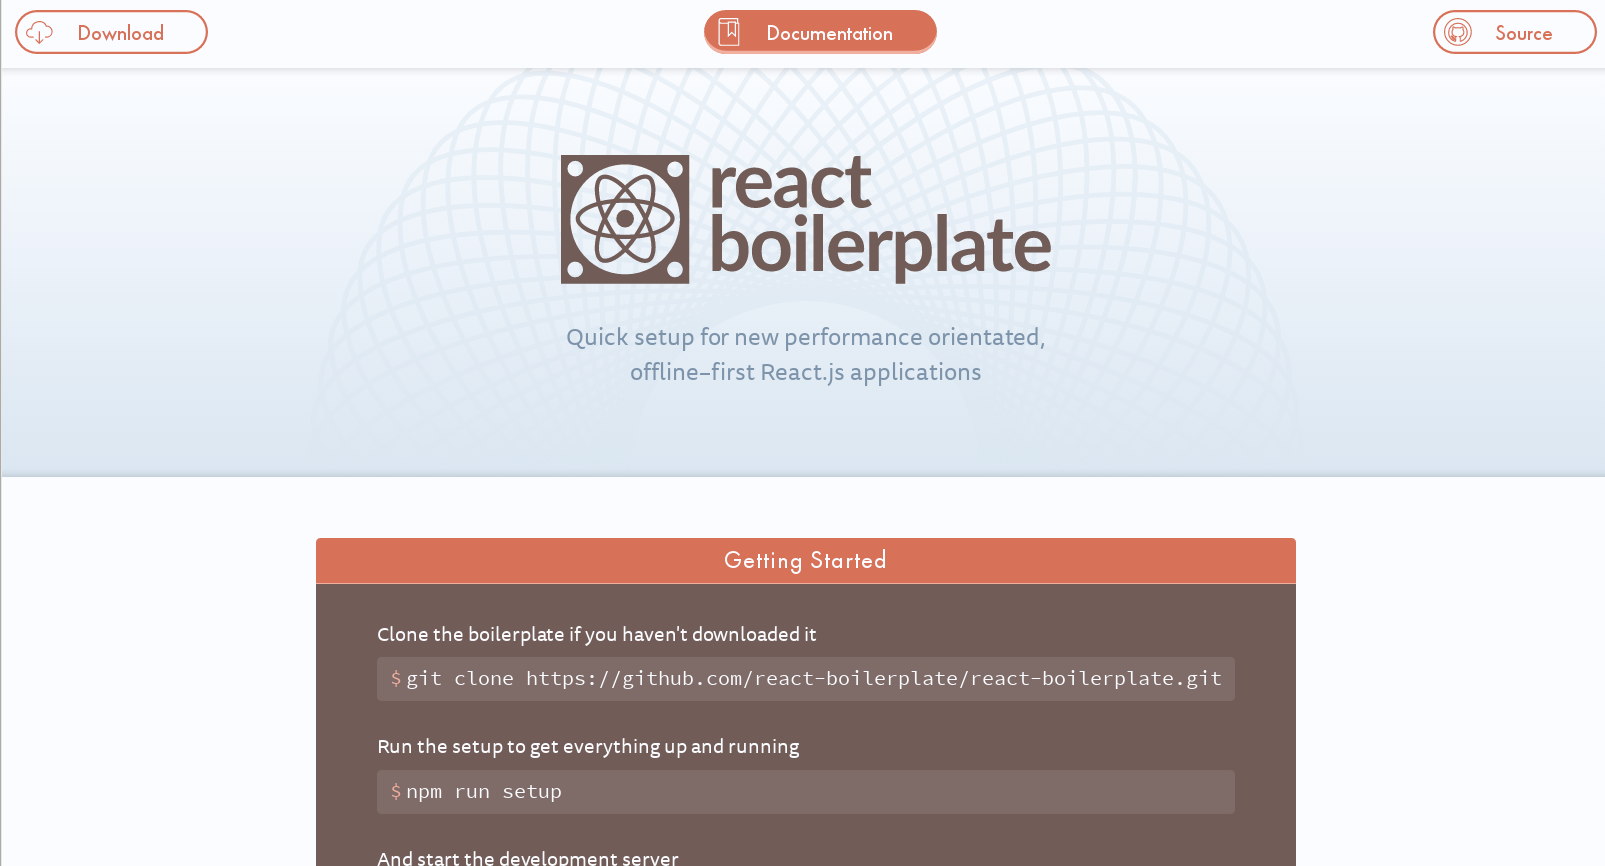 Download
Documentation
Source
react
boilerplate
Quick setup for new performance orientated,
offline–first React.js applications
Getting Started
Clone the boilerplate if you haven't downloaded it
$ git clone https://github.com/react-boilerplate/react-boilerplate.git
Run the setup to get everything up and running
$ npm run setup
And start the development server